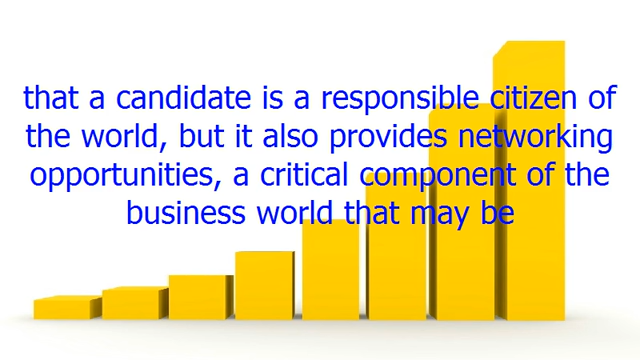 that a candidate is a responsible citizen of
the world, but it also provides networking
opportunities, a critical component of the
business world that may be